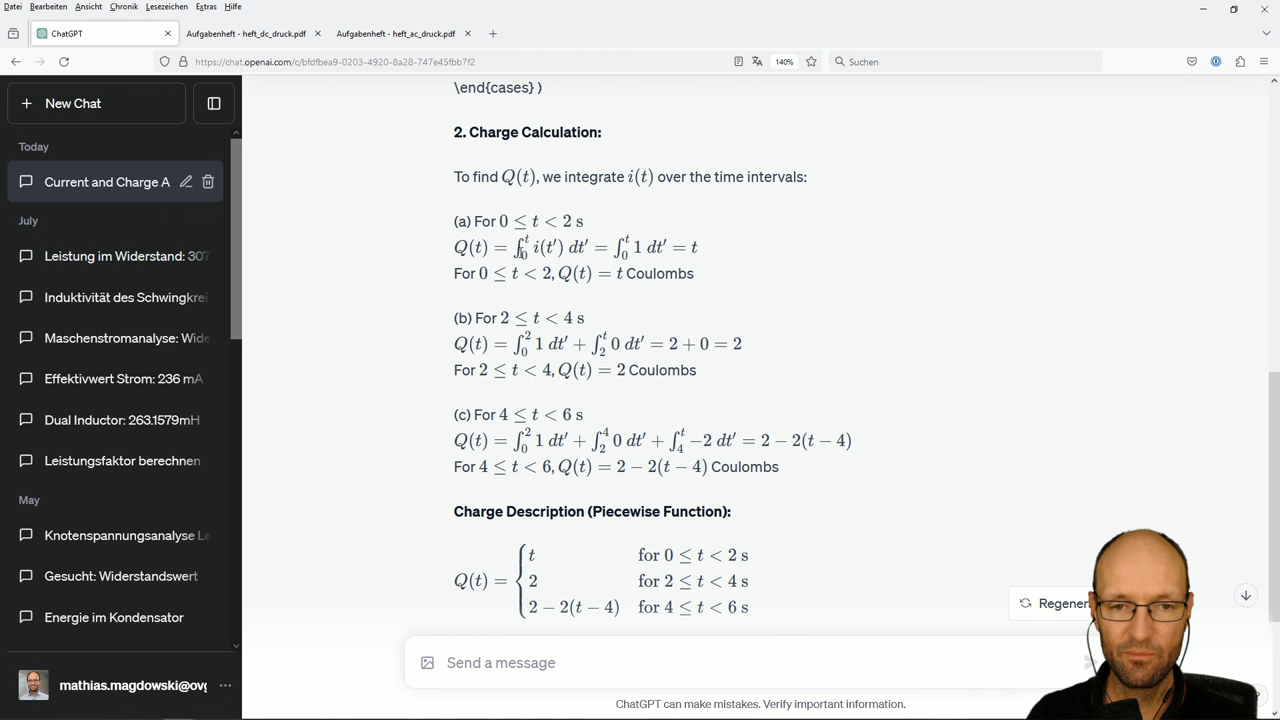 Datei Bearbeiten Ansicht Chronik Lesezeichen Extras Hilfe
ChatGPT
Aufgabenheft - heft_dc_druck.pdf
Aufgabenheft - heft_ac_druck.pdf
https://chat.openai.com/c/bfdfbea9-0203-4920-8a28-747e45fbb7f2
140%
Suchen
New Chat
Today
Current and Charge A
July
Leistung im Widerstand: 307
Induktivität des Schwingkrei
Maschenstromanalyse: Wide
Effektivwert Strom: 236 mA
Dual Inductor: 263.1579mH
Leistungsfaktor berechnen
May
Knotenspannungsanalyse Le
Gesucht: Widerstandswert
Energie im Kondensator
mathias.magdowski@ovg
\end{cases} )
2. Charge Calculation:
To find Q(t), we integrate i(t) over the time intervals:
(a) For 0 ≤ t < 2 s
Q(t) = ∫₀ᵗ i(t′) dt′ = ∫₀ᵗ 1 dt′ = t
For 0 ≤ t < 2, Q(t) = t Coulombs
(b) For 2 ≤ t < 4 s
Q(t) = ∫₀² 1 dt′ + ∫₂ᵗ 0 dt′ = 2 + 0 = 2
For 2 ≤ t < 4, Q(t) = 2 Coulombs
(c) For 4 ≤ t < 6 s
Q(t) = ∫₀² 1 dt′ + ∫₂⁴ 0 dt′ + ∫₄ᵗ −2 dt′ = 2 − 2(t − 4)
For 4 ≤ t < 6, Q(t) = 2 − 2(t − 4) Coulombs
Charge Description (Piecewise Function):
t for 0 ≤ t < 2 s
Q(t) = { 2 for 2 ≤ t < 4 s
2 − 2(t − 4) for 4 ≤ t < 6 s
Regener
Send a message
ChatGPT can make mistakes. Verify important information.